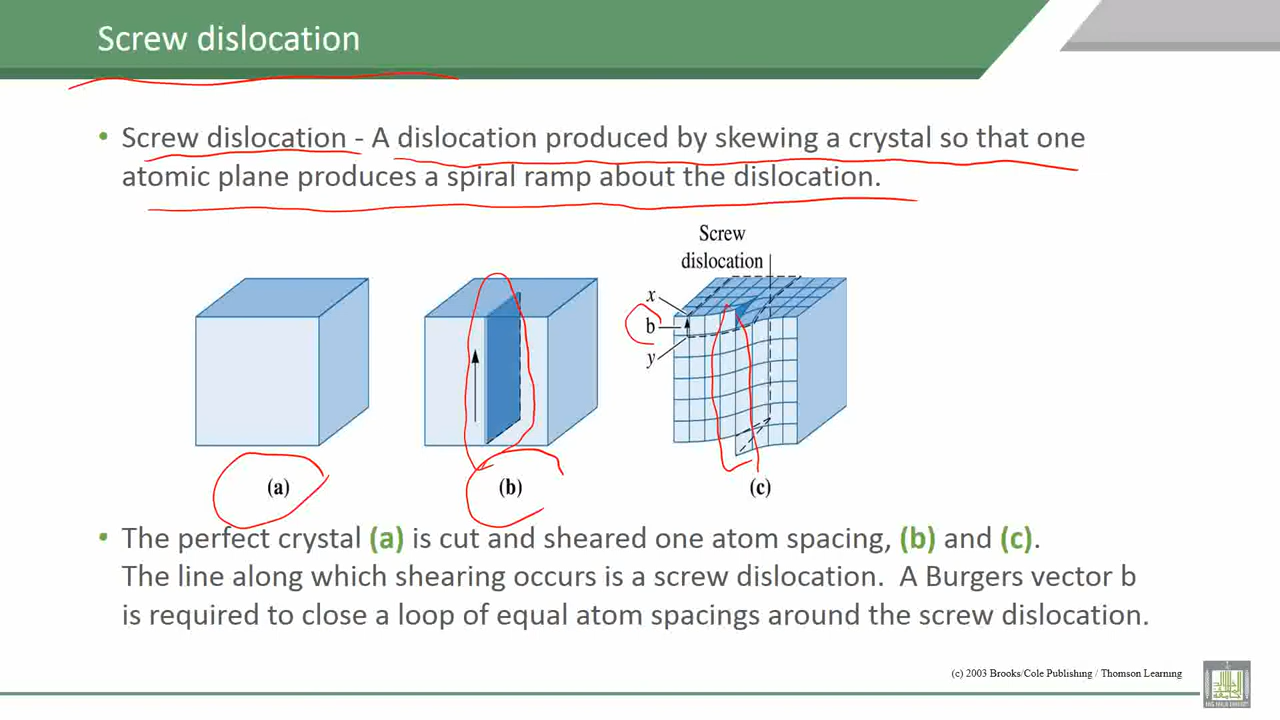 Screw dislocation
• Screw dislocation - A dislocation produced by skewing a crystal so that one
atomic plane produces a spiral ramp about the dislocation.
Screw
dislocation
x
b
y
(a)
(b)
(c)
• The perfect crystal (a) is cut and sheared one atom spacing, (b) and (c).
The line along which shearing occurs is a screw dislocation. A Burgers vector b
is required to close a loop of equal atom spacings around the screw dislocation.
(c) 2003 Brooks/Cole Publishing / Thomson Learning